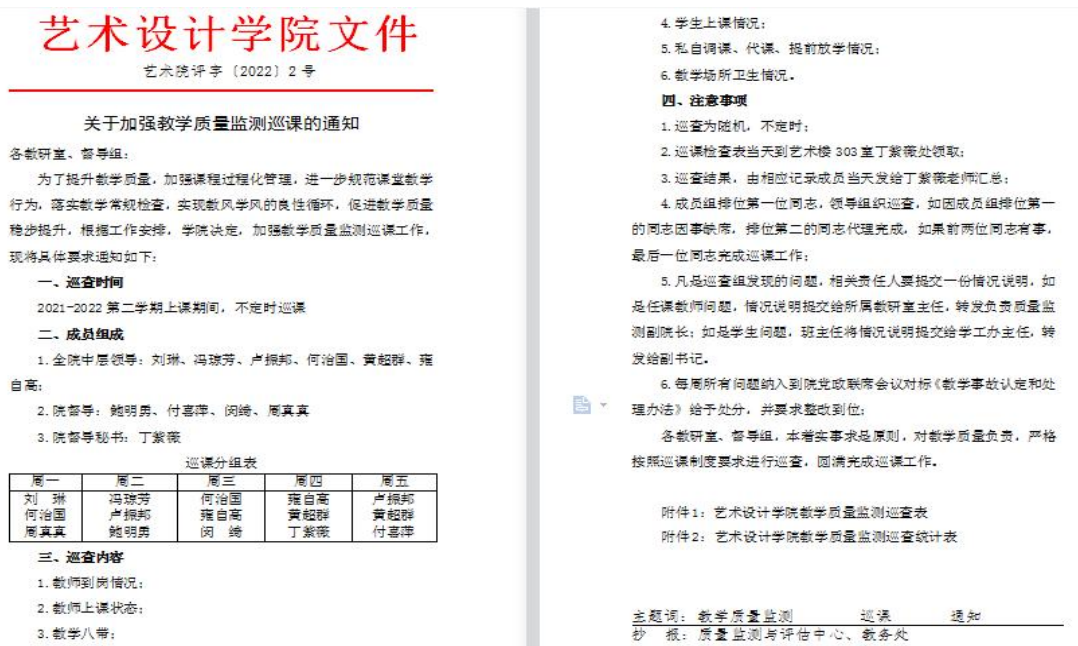 艺术设计学院文件
艺术院评字〔2022〕2号
关于加强教学质量监测巡课的通知
各教研室、督导组：
为了提升教学质量，加强课程过程化管理，进一步规范课堂教学
行为，落实教学常规检查，实现教风学风的良性循环，促进教学质量
稳步提升，根据工作安排，学院决定，加强教学质量监测巡课工作，
现将具体要求通知如下：
一、巡查时间
2021-2022第二学期上课期间，不定时巡课
二、成员组成
1.全院中层领导：刘琳、冯琼芳、卢振邦、何治国、黄超群、雍
自高；
2.院督导：鲍明勇、付喜萍、闵绮、周真真
3.院督导秘书：丁紫薇
巡课分组表
周一 周二 周三 周四 周五
刘 琳 冯琼芳 何治国 雍自高 卢振邦
何治国 卢振邦 雍自高 黄超群 黄超群
周真真 鲍明勇 闵 绮 丁紫薇 付喜萍
三、巡查内容
1.教师到岗情况；
2.教师上课状态；
3.教学八带；
4.学生上课情况；
5.私自调课、代课、提前放学情况；
6.教学场所卫生情况。
四、注意事项
1.巡查为随机，不定时；
2.巡课检查表当天到艺术楼303室丁紫薇处领取；
3.巡查结果，由相应记录成员当天发给丁紫薇老师汇总；
4.成员组排位第一位同志，领导组织巡查，如因成员组排位第一
的同志因事缺席，排位第二的同志代理完成，如果前两位同志有事，
最后一位同志完成巡课工作；
5.凡是巡查组发现的问题，相关责任人要提交一份情况说明，如
是任课教师问题，情况说明提交给所属教研室主任，转发负责质量监
测副院长；如是学生问题，班主任将情况说明提交给学工办主任，转
发给副书记。
6.每周所有问题纳入到院党政联席会议对标《教学事故认定和处
理办法》给予处分，并要求整改到位；
各教研室、督导组，本着实事求是原则，对教学质量负责，严格
按照巡课制度要求进行巡查，圆满完成巡课工作。
附件1：艺术设计学院教学质量监测巡查表
附件2：艺术设计学院教学质量监测巡查统计表
主题词：教学质量监测 巡课 通知
抄 报：质量监测与评估中心、教务处